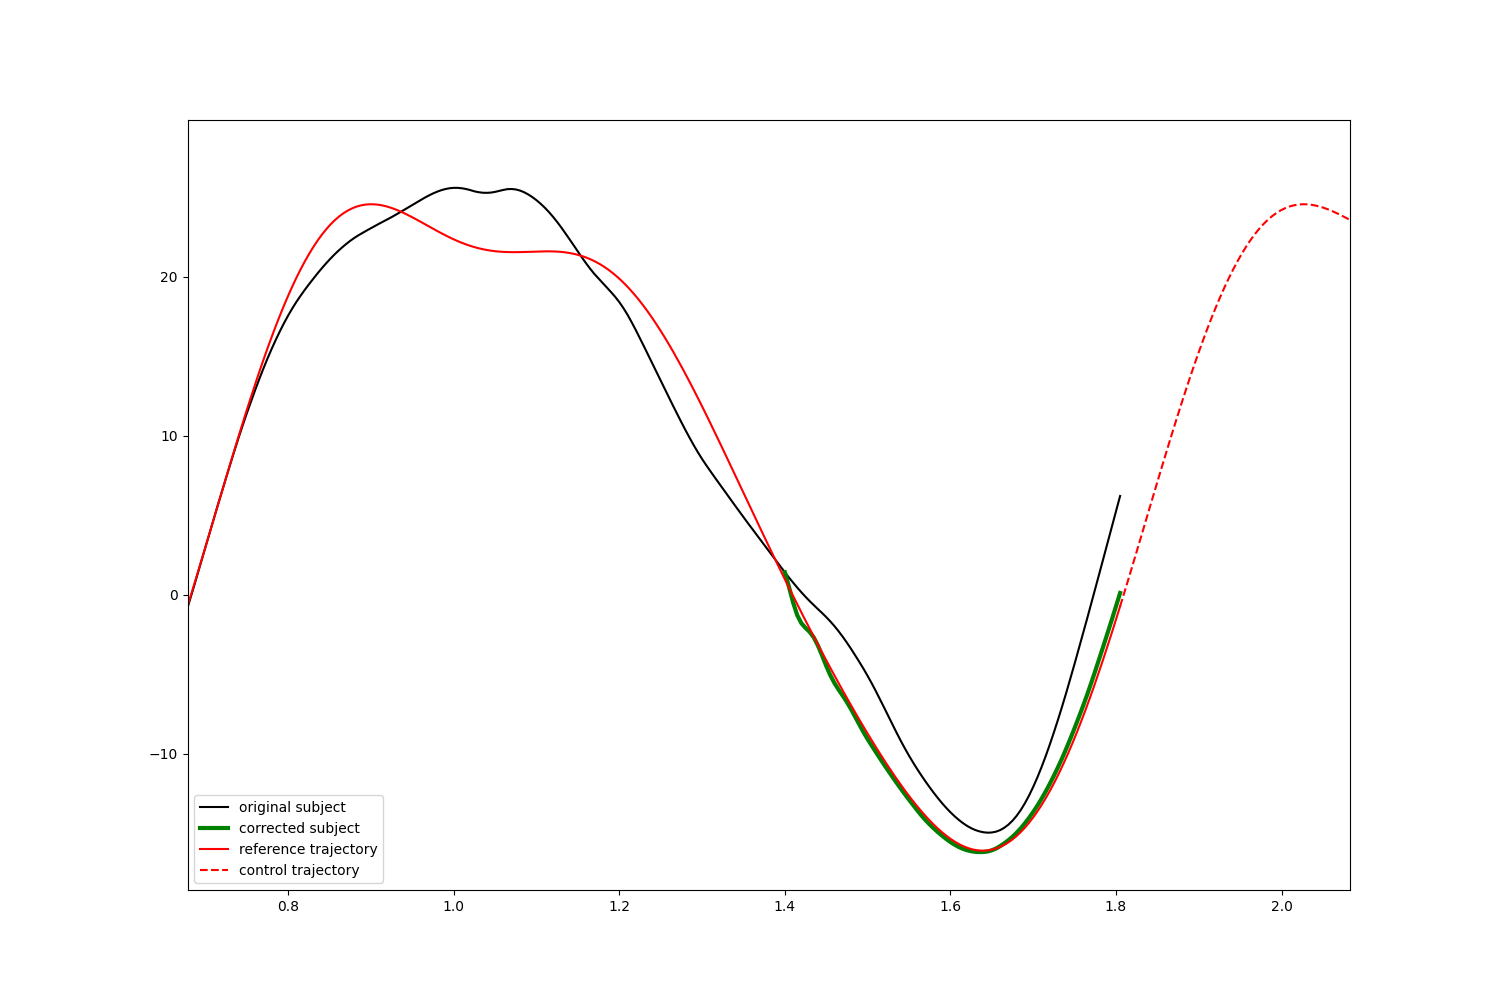 20
10
0
−10
original subject
corrected subject
reference trajectory
control trajectory
0.8 1.0 1.2 1.4 1.6 1.8 2.0